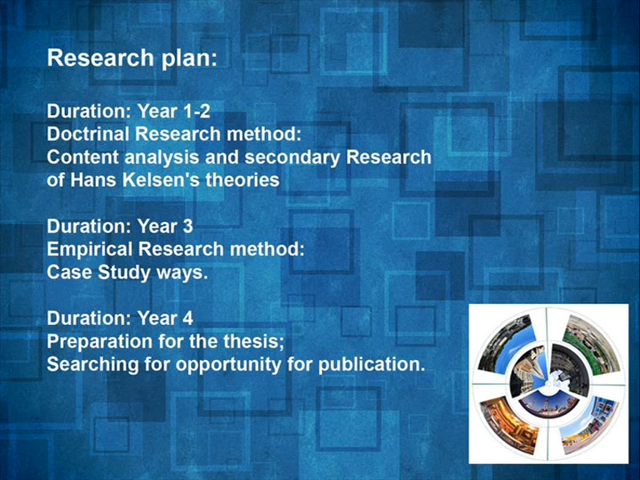 Research plan:
Duration: Year 1-2
Doctrinal Research method:
Content analysis and secondary Research
of Hans Kelsen's theories
Duration: Year 3
Empirical Research method:
Case Study ways.
Duration: Year 4
Preparation for the thesis;
Searching for opportunity for publication.